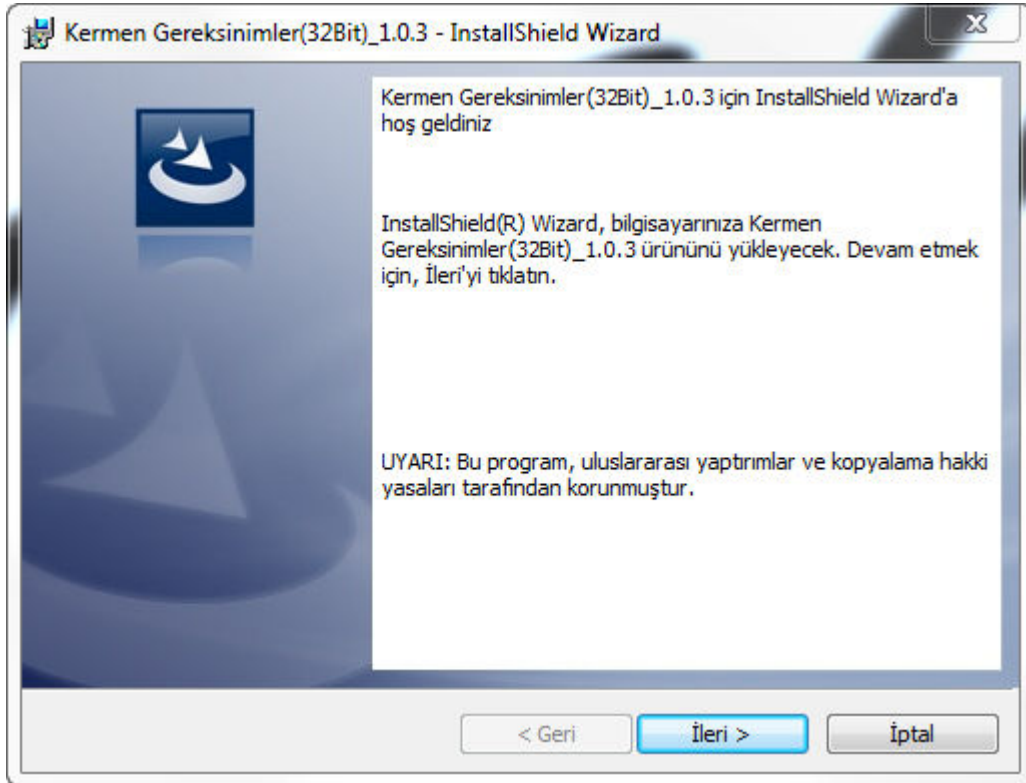 Kermen Gereksinimler(32Bit)_1.0.3 - InstallShield Wizard
Kermen Gereksinimler(32Bit)_1.0.3 için InstallShield Wizard'a
hoş geldiniz
InstallShield(R) Wizard, bilgisayarınıza Kermen
Gereksinimler(32Bit)_1.0.3 ürününü yükleyecek. Devam etmek
için, İleri'yi tıklatın.
UYARI: Bu program, uluslararası yaptırımlar ve kopyalama hakki
yasaları tarafından korunmuştur.
< Geri
İleri >
İptal